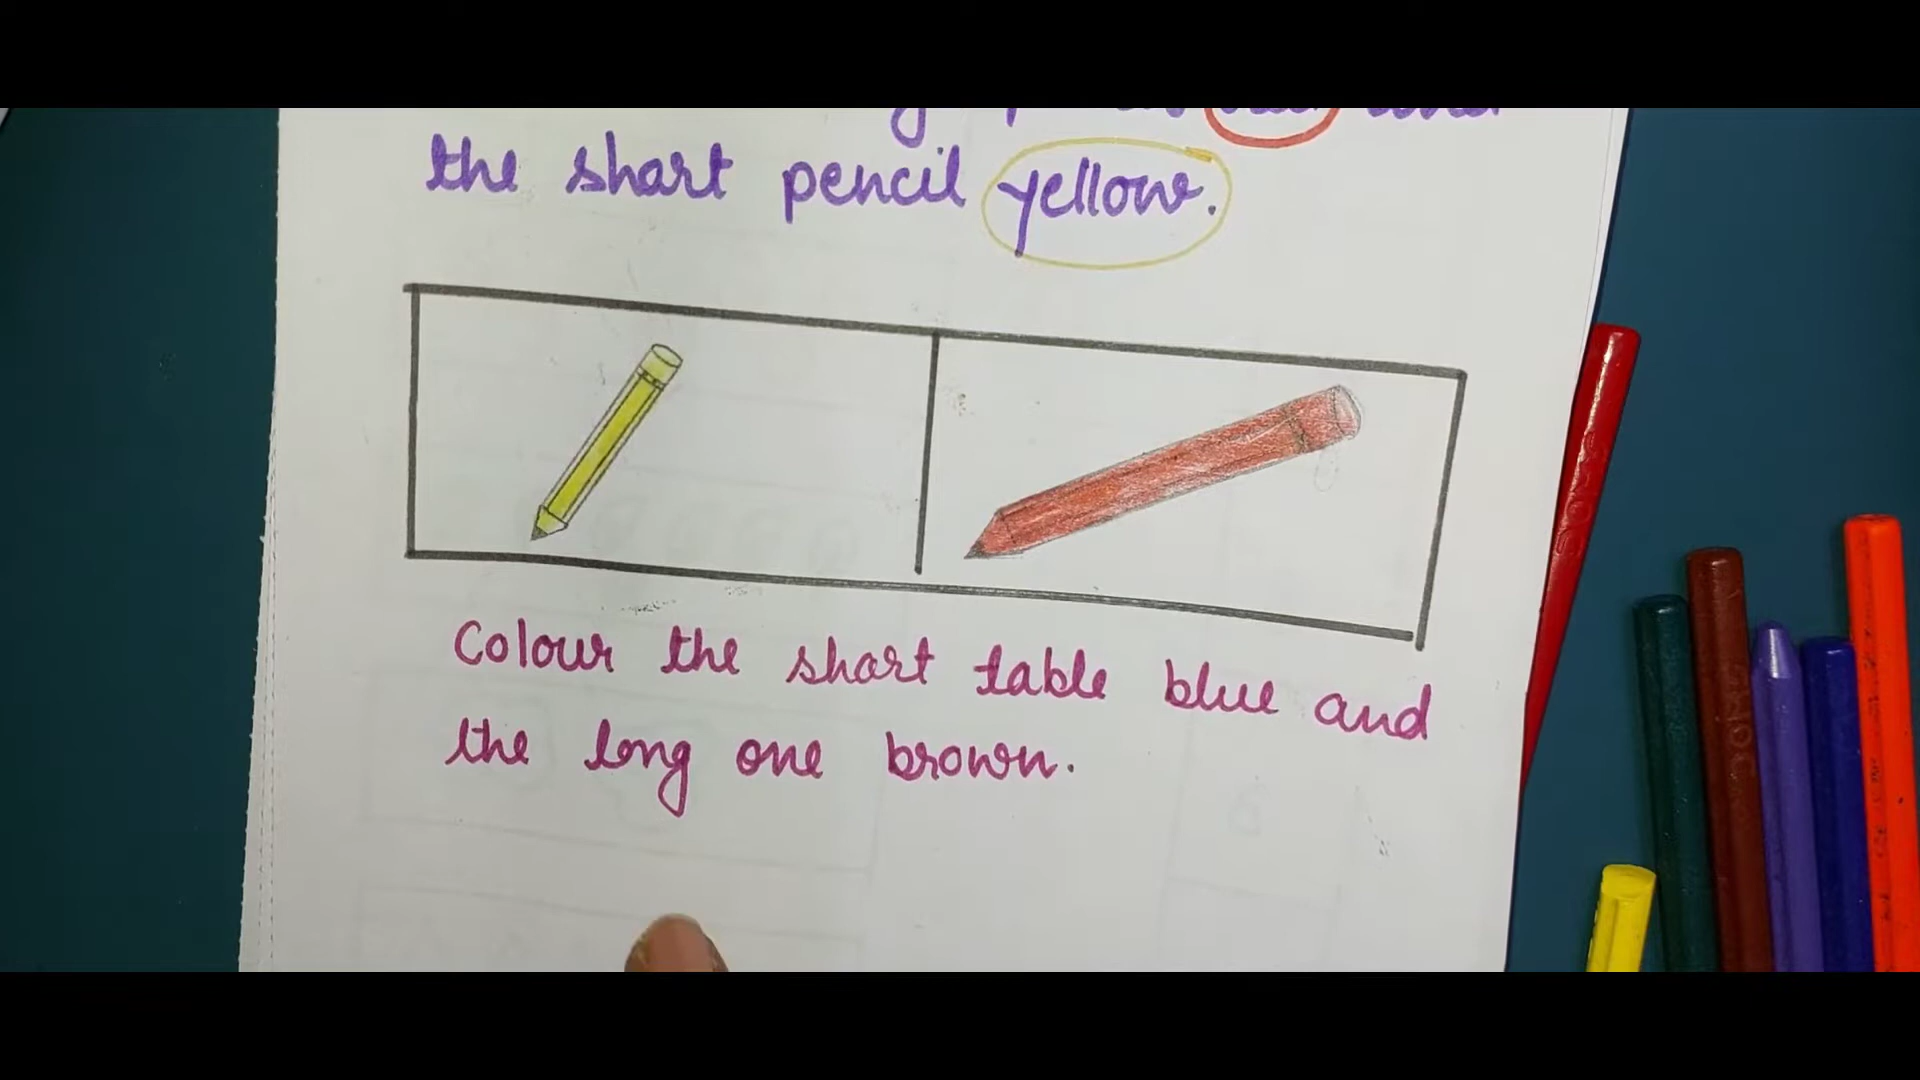 the short pencil yellow.
Colour the short table blue and
the long one brown.